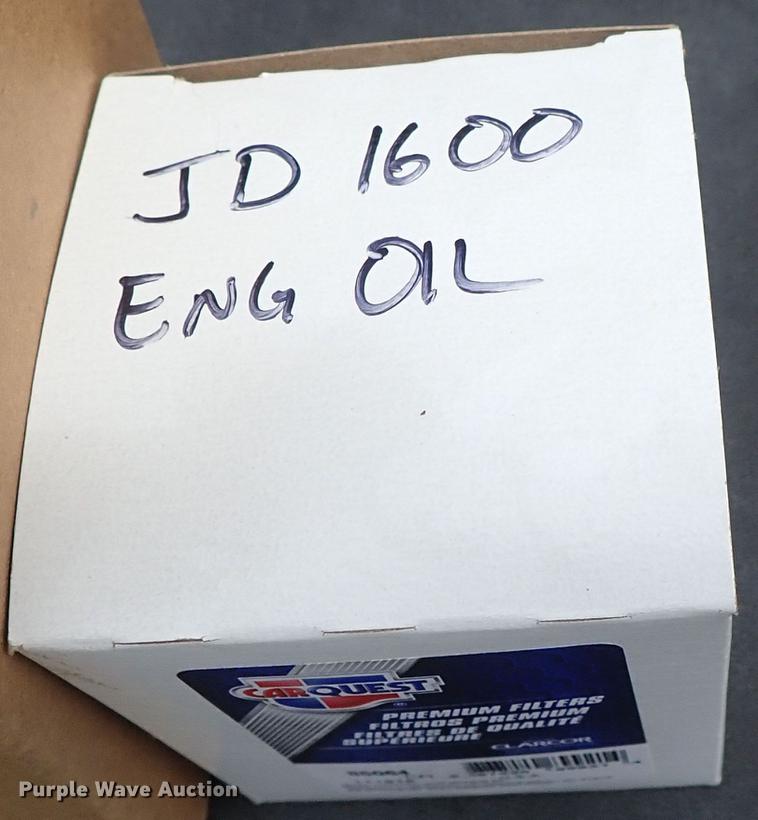 JD 1600
ENG OIL
CARQUEST
PREMIUM FILTERS
FILTROS PREMIUM
FILTRES DE QUALITÉ
SUPÉRIEURE
CLARCOR
Purple Wave Auction